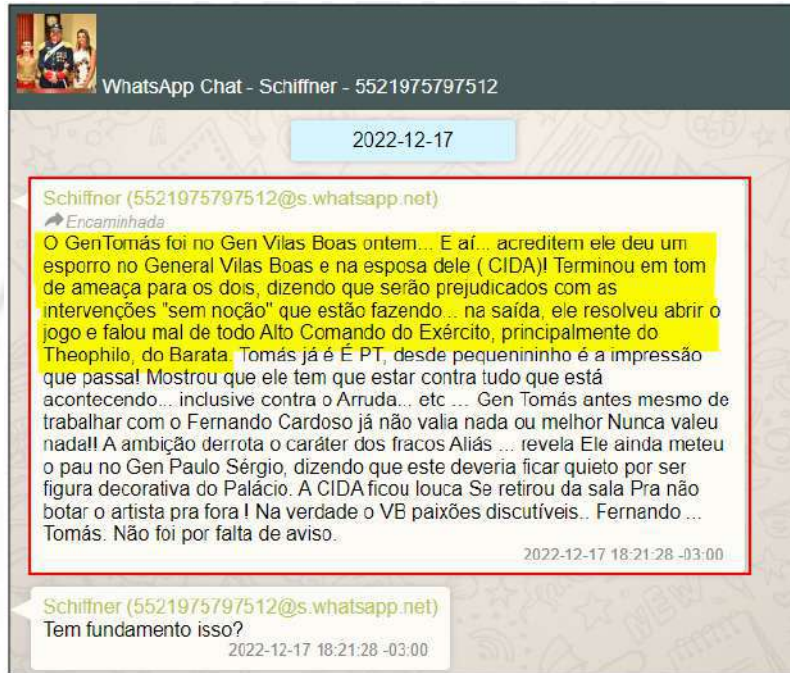 WhatsApp Chat - Schiffner - 5521975797512
2022-12-17
Schiffner (5521975797512@s.whatsapp.net)
Encaminhada
O GenTomás foi no Gen Vilas Boas ontem... E aí... acreditem ele deu um
esporro no General Vilas Boas e na esposa dele ( CIDA)! Terminou em tom
de ameaça para os dois, dizendo que serão prejudicados com as
intervenções "sem noção" que estão fazendo... na saída, ele resolveu abrir o
jogo e falou mal de todo Alto Comando do Exército, principalmente do
Theophilo, do Barata. Tomás já é É PT, desde pequenininho é a impressão
que passa! Mostrou que ele tem que estar contra tudo que está
acontecendo... inclusive contra o Arruda... etc ... Gen Tomás antes mesmo de
trabalhar com o Fernando Cardoso já não valia nada ou melhor Nunca valeu
nada!! A ambição derrota o caráter dos fracos Aliás ... revela Ele ainda meteu
o pau no Gen Paulo Sérgio, dizendo que este deveria ficar quieto por ser
figura decorativa do Palácio. A CIDA ficou louca Se retirou da sala Pra não
botar o artista pra fora ! Na verdade o VB paixões discutíveis.. Fernando ...
Tomás. Não foi por falta de aviso.
2022-12-17 18:21:28 -03:00
Schiffner (5521975797512@s.whatsapp.net)
Tem fundamento isso?
2022-12-17 18:21:28 -03:00